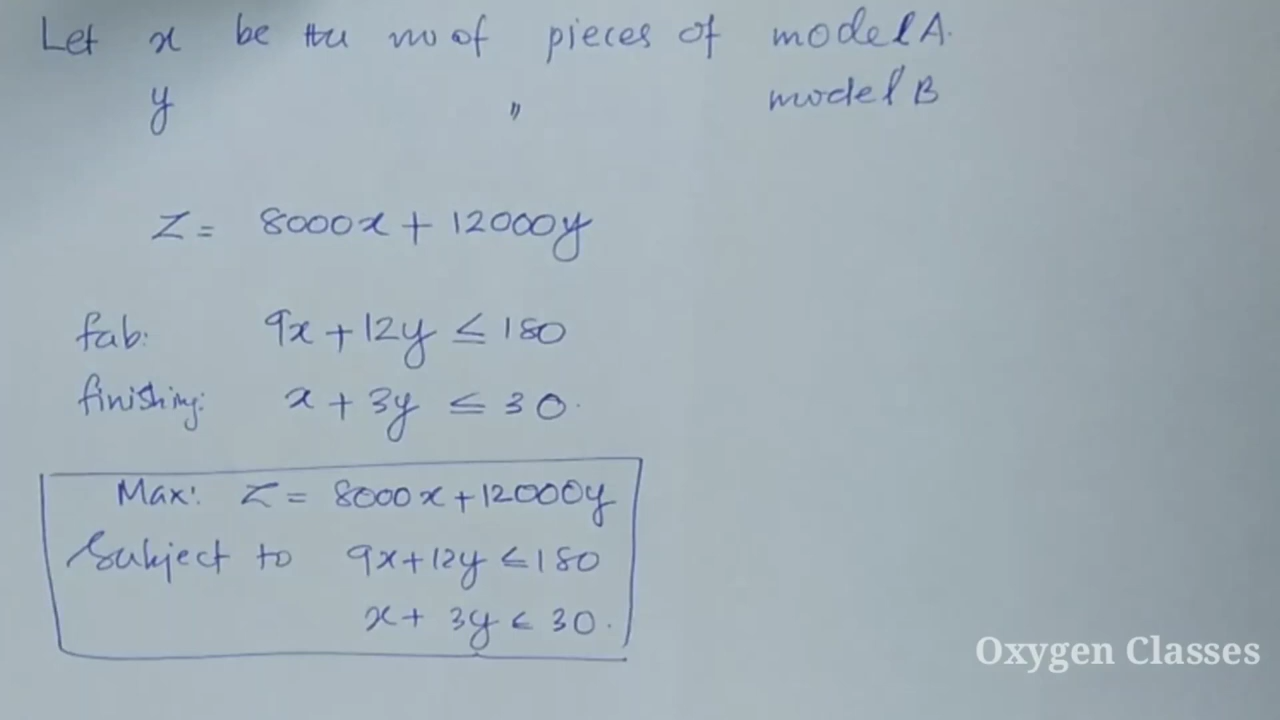 Let x be the no of pieces of model A.
y " model B
Z = 8000x + 12000y
fab: 9x + 12y ≤ 180
finishing: x + 3y ≤ 30.
Max: Z = 8000x + 12000y
Subject to 9x + 12y ≤ 180
x + 3y ≤ 30.
Oxygen Classes